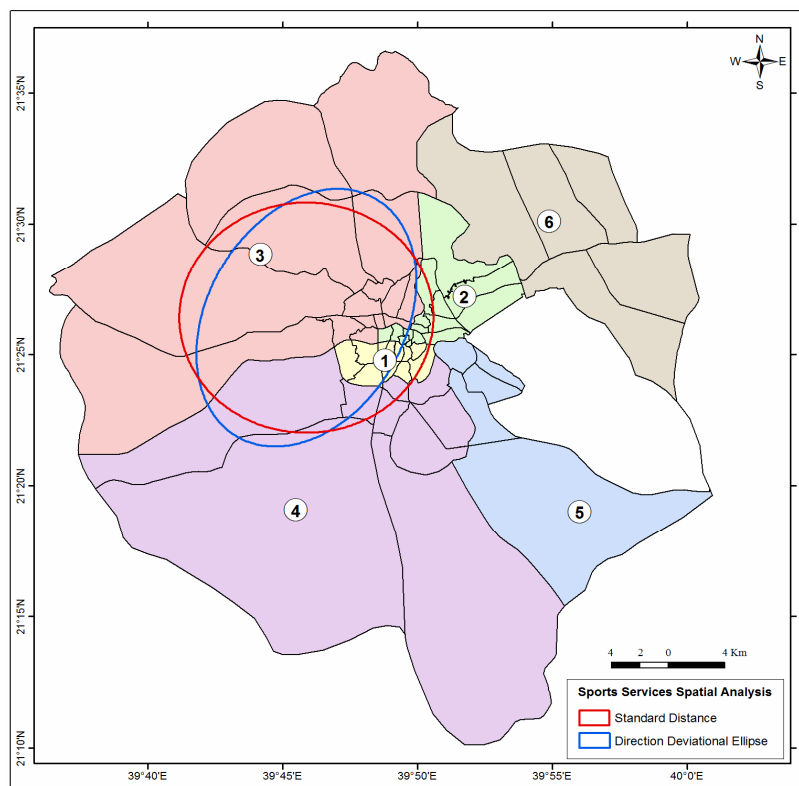 N
W E
S
21°35'N
21°30'N
21°25'N
21°20'N
21°15'N
21°10'N
3
6
2
1
4
5
4 2 0 4 Km
Sports Services Spatial Analysis
Standard Distance
Direction Deviational Ellipse
39°40'E 39°45'E 39°50'E 39°55'E 40°0'E